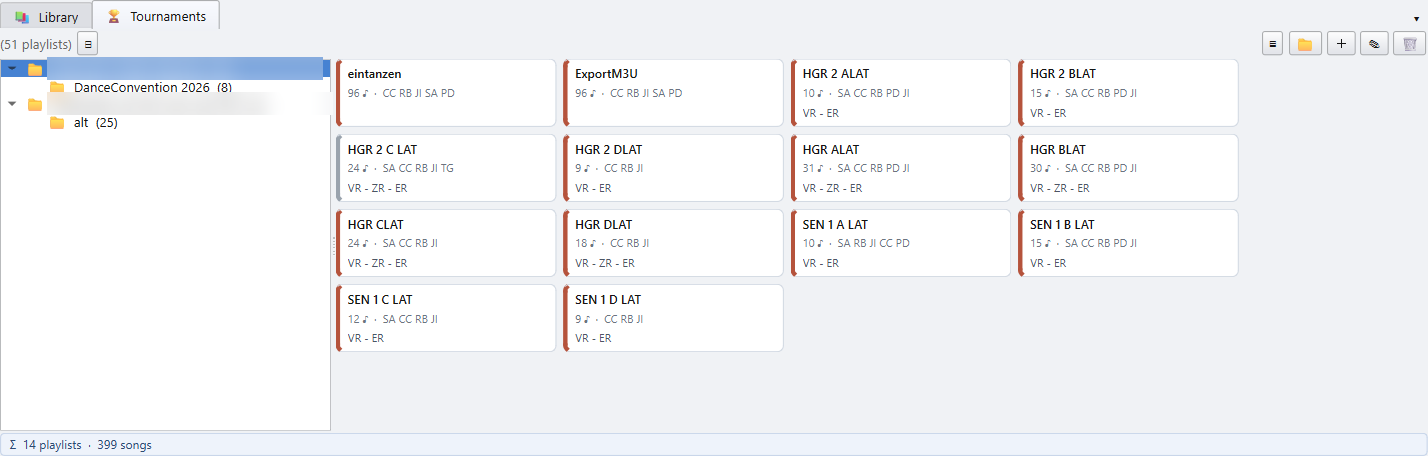 Library
Tournaments
(51 playlists)
DanceConvention 2026 (8)
alt (25)
eintanzen
96 ♪ · CC RB JI SA PD
ExportM3U
96 ♪ · CC RB JI SA PD
HGR 2 ALAT
10 ♪ · SA CC RB PD JI
VR - ER
HGR 2 BLAT
15 ♪ · SA CC RB PD JI
VR - ER
HGR 2 C LAT
24 ♪ · SA CC RB JI TG
VR - ZR - ER
HGR 2 DLAT
9 ♪ · CC RB JI
VR - ER
HGR ALAT
31 ♪ · SA CC RB PD JI
VR - ZR - ER
HGR BLAT
30 ♪ · SA CC RB PD JI
VR - ZR - ER
HGR CLAT
24 ♪ · SA CC RB JI
VR - ZR - ER
HGR DLAT
18 ♪ · CC RB JI
VR - ZR - ER
SEN 1 A LAT
10 ♪ · SA RB JI CC PD
VR - ER
SEN 1 B LAT
15 ♪ · SA CC RB PD JI
VR - ER
SEN 1 C LAT
12 ♪ · SA CC RB JI
VR - ER
SEN 1 D LAT
9 ♪ · CC RB JI
VR - ER
Σ 14 playlists · 399 songs